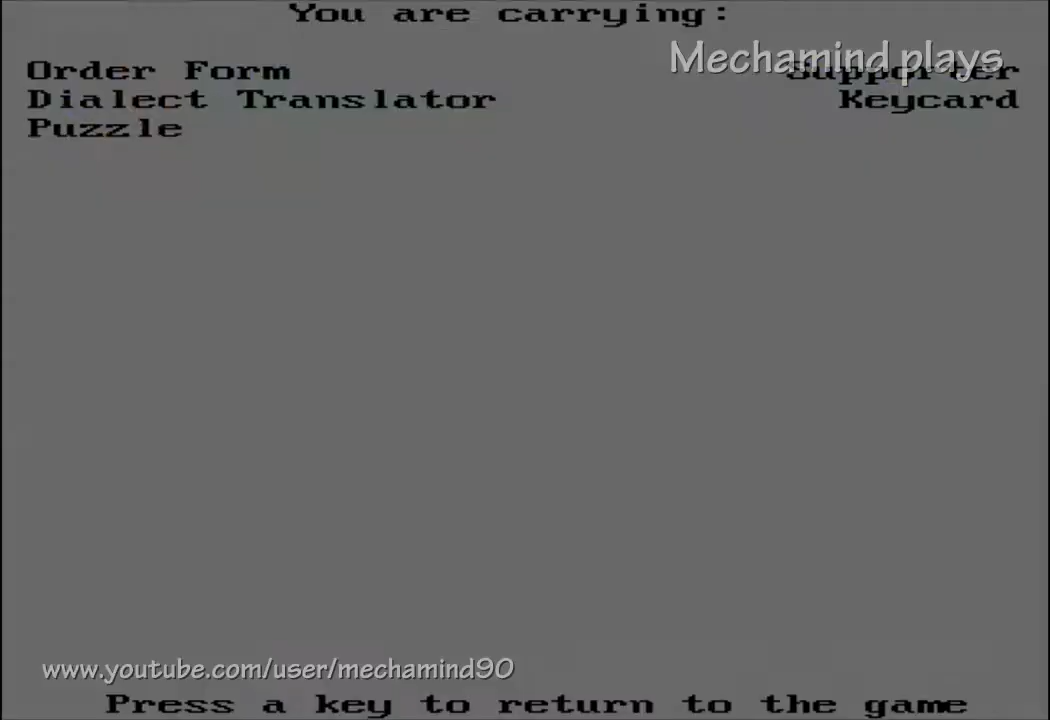 You are carrying:
Mechamind plays
Order Form Supporter
Dialect Translator Keycard
Puzzle
www.youtube.com/user/mechamind90
Press a key to return to the game